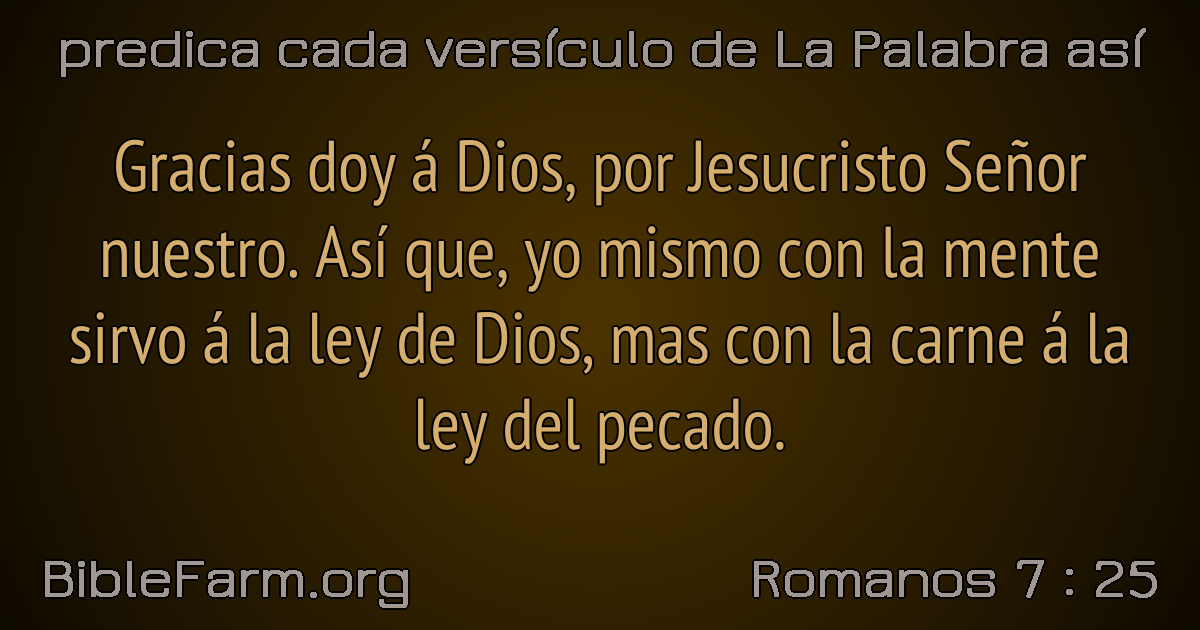 predica cada versículo de La Palabra así
Gracias doy á Dios, por Jesucristo Señor
nuestro. Así que, yo mismo con la mente
sirvo á la ley de Dios, mas con la carne á la
ley del pecado.
BibleFarm.org
Romanos 7 : 25